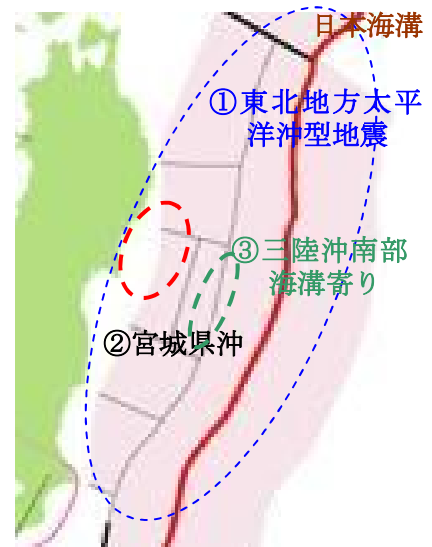 日本海溝
①東北地方太平
洋沖型地震
③三陸沖南部
海溝寄り
②宮城県沖